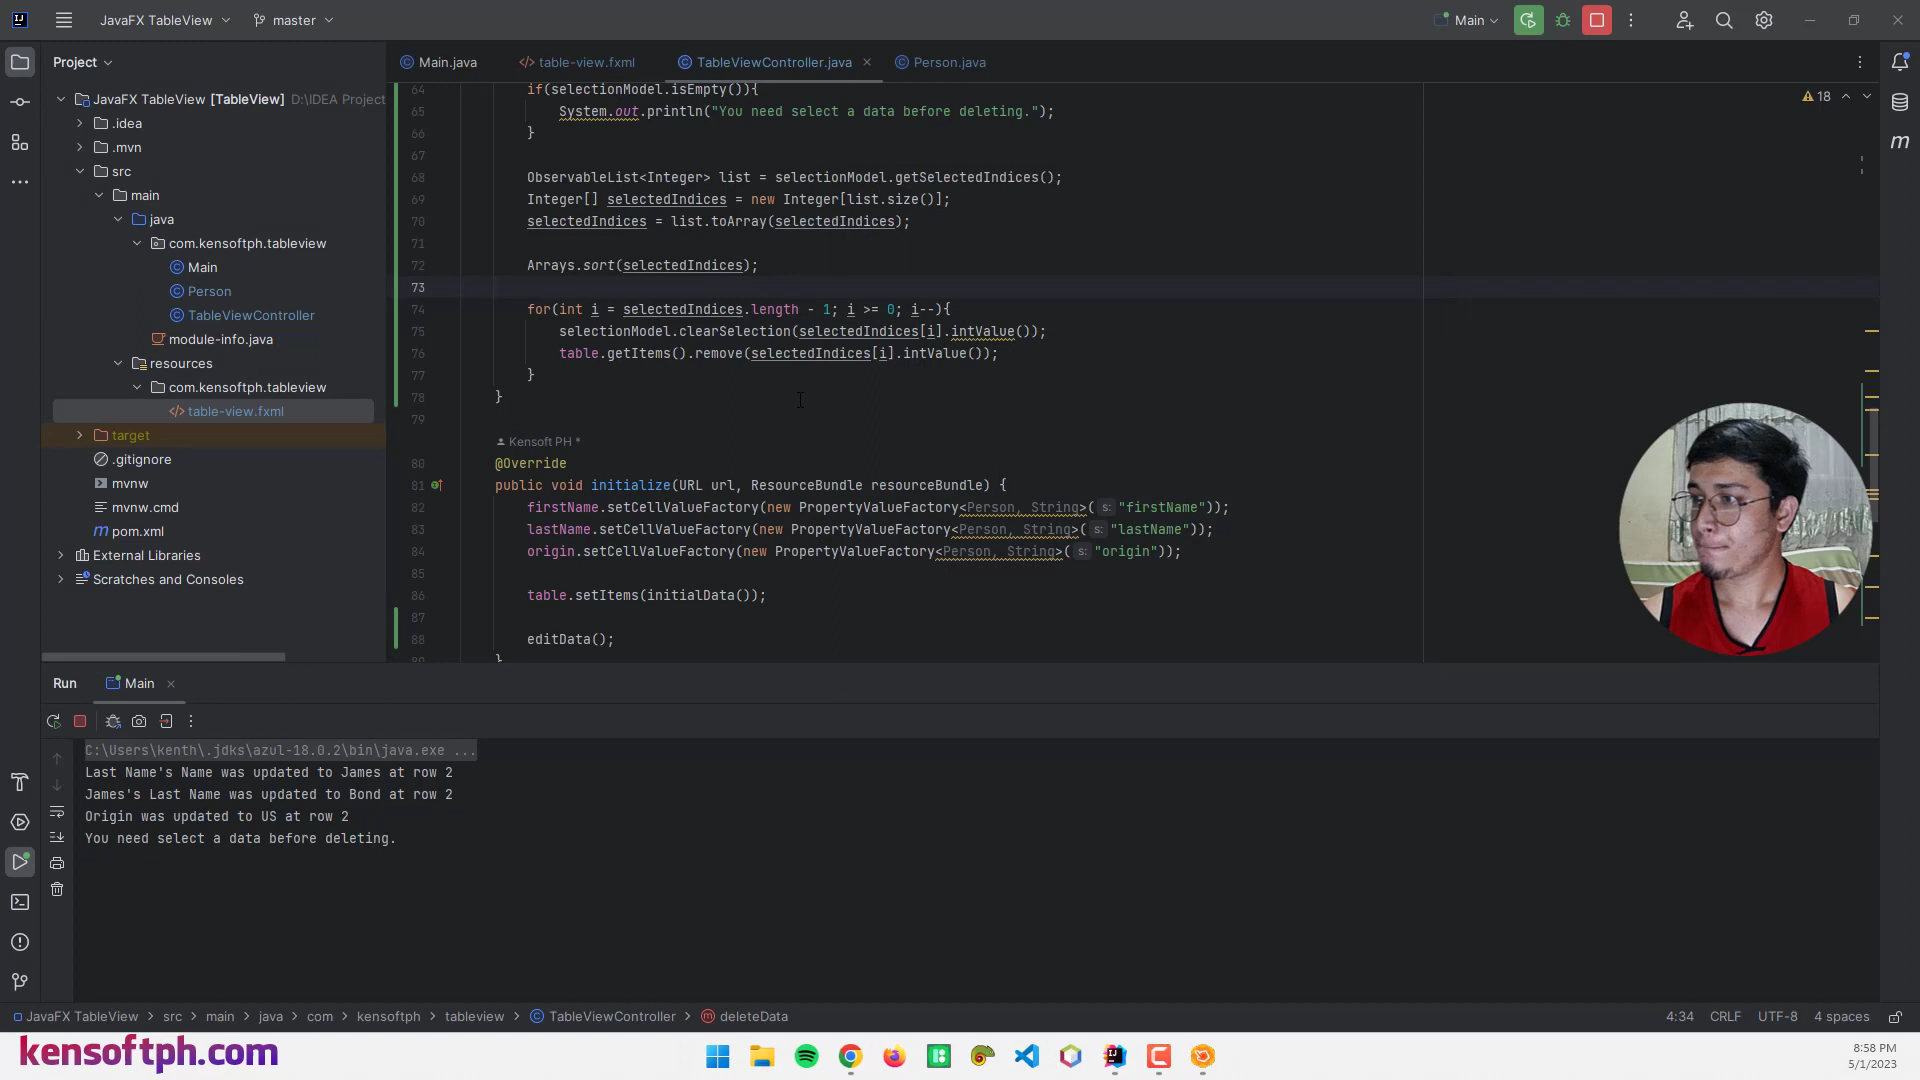 JavaFX TableView
master
Main
Project
Main.java
table-view.fxml
TableViewController.java
Person.java
JavaFX TableView [TableView] D:\IDEA Project
.idea
.mvn
src
main
java
com.kensoftph.tableview
Main
Person
TableViewController
module-info.java
resources
com.kensoftph.tableview
table-view.fxml
target
.gitignore
mvnw
mvnw.cmd
pom.xml
External Libraries
Scratches and Consoles
18
64 if(selectionModel.isEmpty()){
65 System.out.println("You need select a data before deleting.");
66 }
67
68 ObservableList<Integer> list = selectionModel.getSelectedIndices();
69 Integer[] selectedIndices = new Integer[list.size()];
70 selectedIndices = list.toArray(selectedIndices);
71
72 Arrays.sort(selectedIndices);
73
74 for(int i = selectedIndices.length - 1; i >= 0; i--){
75 selectionModel.clearSelection(selectedIndices[i].intValue());
76 table.getItems().remove(selectedIndices[i].intValue());
77 }
78 }
79
Kensoft PH *
80 @Override
81 public void initialize(URL url, ResourceBundle resourceBundle) {
82 firstName.setCellValueFactory(new PropertyValueFactory<Person, String>( s: "firstName"));
83 lastName.setCellValueFactory(new PropertyValueFactory<Person, String>( s: "lastName"));
84 origin.setCellValueFactory(new PropertyValueFactory<Person, String>( s: "origin"));
85
86 table.setItems(initialData());
87
88 editData();
89 }
Run Main
C:\Users\kenth\.jdks\azul-18.0.2\bin\java.exe ...
Last Name's Name was updated to James at row 2
James's Last Name was updated to Bond at row 2
Origin was updated to US at row 2
You need select a data before deleting.
JavaFX TableView > src > main > java > com > kensoftph > tableview > TableViewController > deleteData
4:34 CRLF UTF-8 4 spaces
kensoftph.com
8:58 PM
5/1/2023